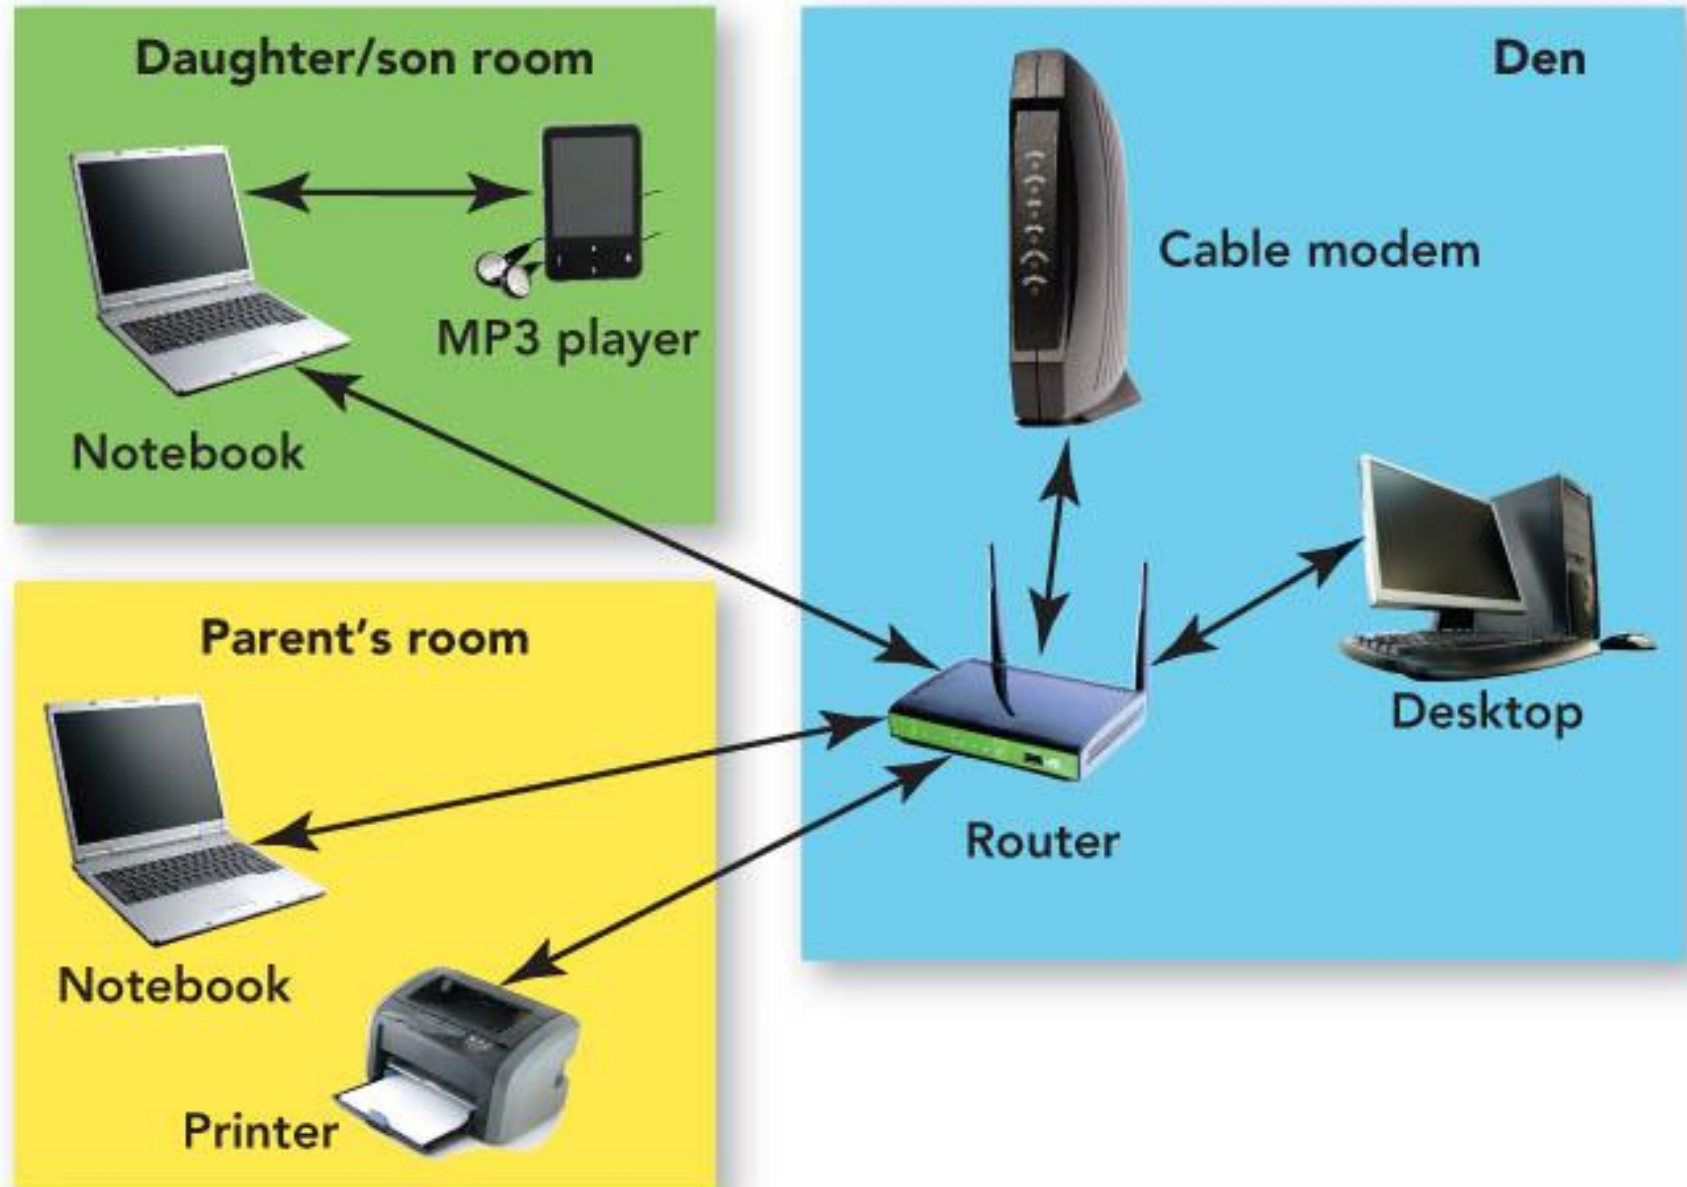 Daughter/son room
MP3 player
Notebook
Parent's room
Notebook
Printer
Den
Cable modem
Desktop
Router